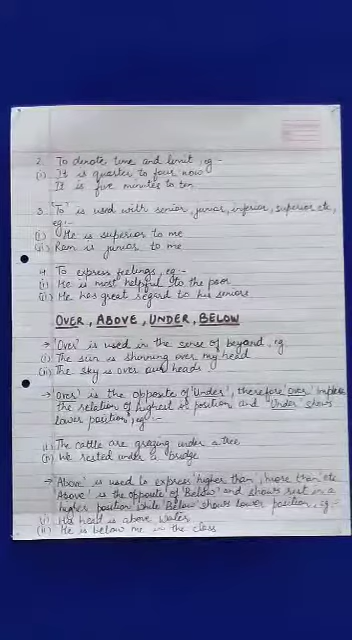 2. To denote time and limit, eg :-
(i) It is quarter to four now
It is five minutes to ten
3. 'To' is used with senior, junior, inferior, superior etc,
eg :-
(i) He is superior to me
(ii) Ram is junior to me
4. To express feelings, eg :-
(i) He is most helpful to the poor
(ii) He has great regard to his seniors
OVER, ABOVE, UNDER, BELOW
→ 'Over' is used in the sense of beyond, eg
(i) The sun is shinning over my head
(ii) The sky is over our heads
→ 'Over' is the opposite of 'Under', therefore 'over' implies
the relation of highest in position and 'Under' shows
lower position, eg :-
(i) The cattle are grazing under a tree
(ii) We rested under a bridge
→ 'Above' is used to express 'higher than', 'more than' etc
'Above' is the opposite of 'Below' and shows rest in a
higher position while 'Below' shows lower position, eg :-
(i) His head is above water
(ii) He is below me in the class